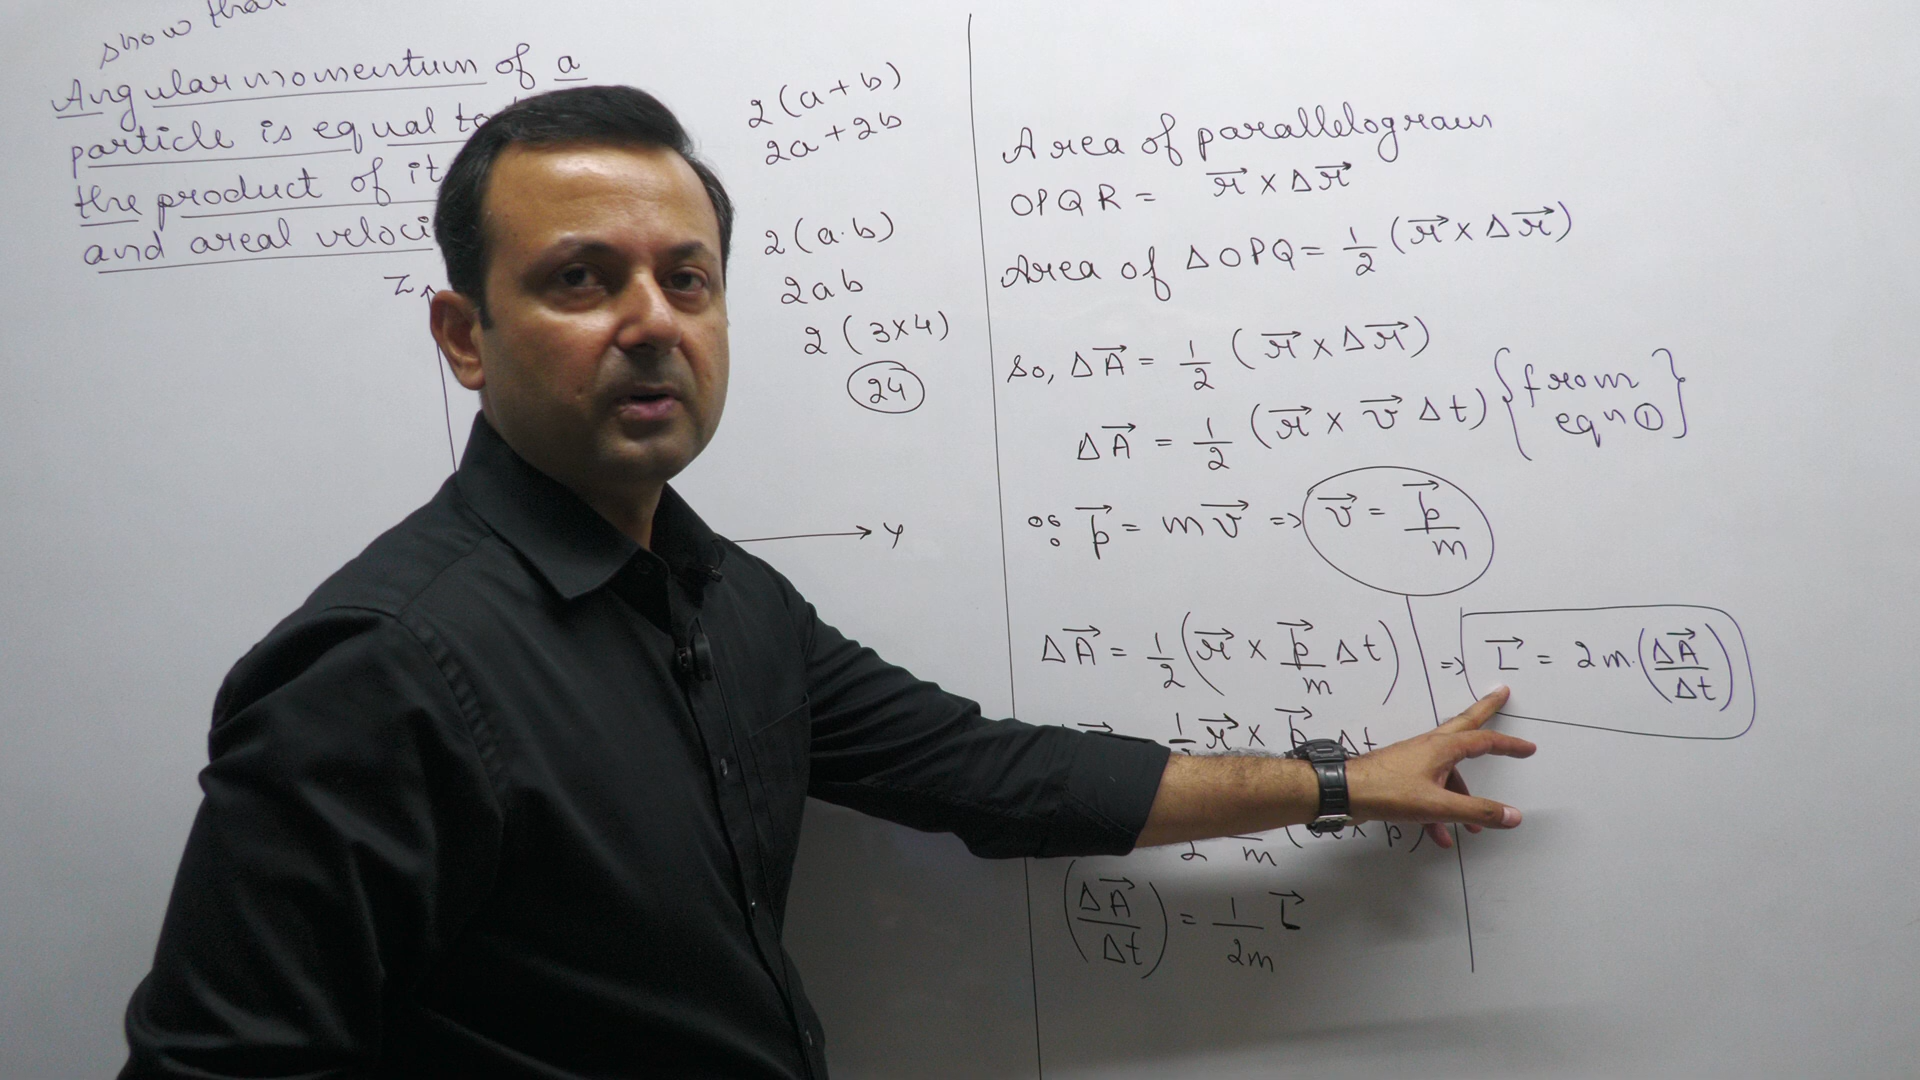 show that
Angular momentum of a
particle is equal to
the product of
and areal
Z
Y
2(a+b)
2a+2b
2(a.b)
2ab
2(3×4)
24
Area of parallelogram
OPQR = r⃗ × Δr⃗
Area of ΔOPQ = 1/2 (r⃗ × Δr⃗)
So, ΔA⃗ = 1/2 (r⃗ × Δr⃗)
ΔA⃗ = 1/2 (r⃗ × v⃗ Δt) {from eqn ①}
∵ p⃗ = mv⃗ ⇒ v⃗ = p⃗/m
ΔA⃗ = 1/2 (r⃗ × p⃗/m Δt)
1/2 r⃗ × p⃗ Δt
2 m (r × p)
(ΔA⃗/Δt) = 1/2m L⃗
⇒ L⃗ = 2m.(ΔA⃗/Δt)